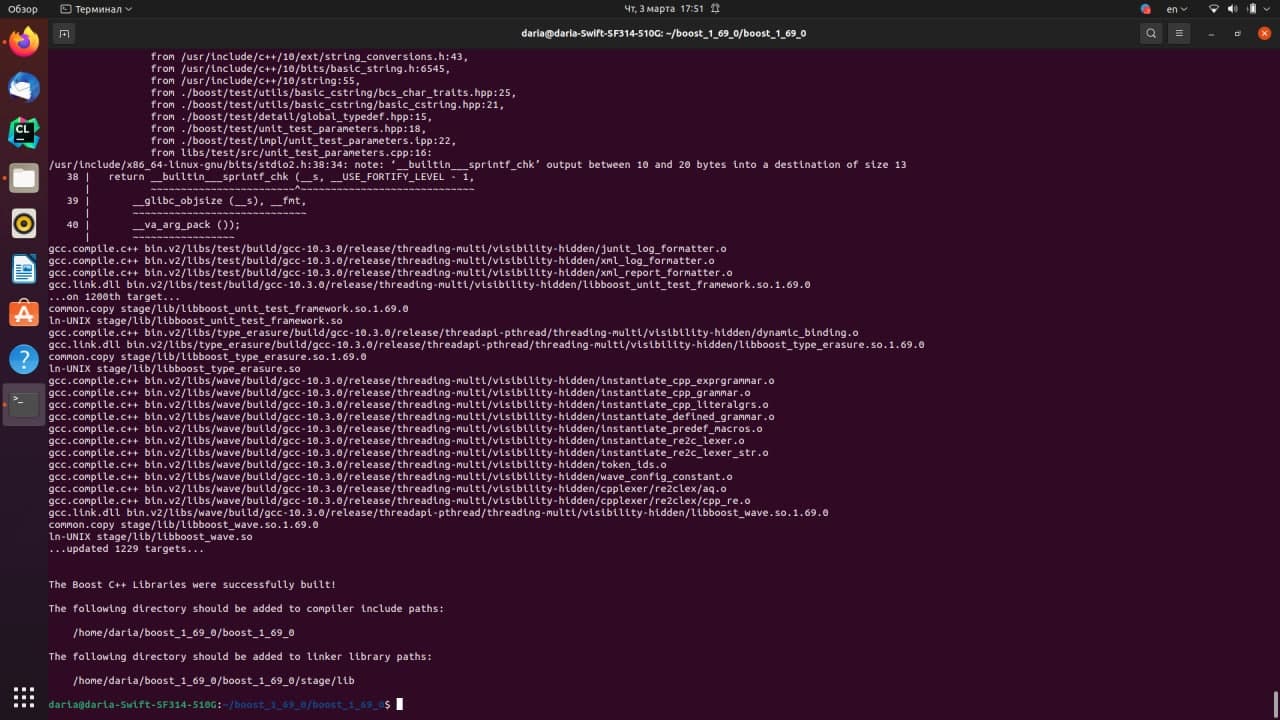 Обзор
Терминал
Чт, 3 марта 17:51
en
daria@daria-Swift-SF314-510G: ~/boost_1_69_0/boost_1_69_0
from /usr/include/c++/10/ext/string_conversions.h:43,
from /usr/include/c++/10/bits/basic_string.h:6545,
from /usr/include/c++/10/string:55,
from ./boost/test/utils/basic_cstring/bcs_char_traits.hpp:25,
from ./boost/test/utils/basic_cstring/basic_cstring.hpp:21,
from ./boost/test/detail/global_typedef.hpp:15,
from ./boost/test/unit_test_parameters.hpp:18,
from ./boost/test/impl/unit_test_parameters.ipp:22,
from libs/test/src/unit_test_parameters.cpp:16:
/usr/include/x86_64-linux-gnu/bits/stdio2.h:38:34: note: ‘__builtin___sprintf_chk’ output between 10 and 20 bytes into a destination of size 13
38 |   return __builtin___sprintf_chk (__s, __USE_FORTIFY_LEVEL - 1,
|          ~~~~~~~~~~~~~~~~~~~~~~~~^~~~~~~~~~~~~~~~~~~~~~~~~~~~~~
39 |       __glibc_objsize (__s), __fmt,
|       ~~~~~~~~~~~~~~~~~~~~~~~~~~~~~
40 |       __va_arg_pack ());
|       ~~~~~~~~~~~~~~~~~
gcc.compile.c++ bin.v2/libs/test/build/gcc-10.3.0/release/threading-multi/visibility-hidden/junit_log_formatter.o
gcc.compile.c++ bin.v2/libs/test/build/gcc-10.3.0/release/threading-multi/visibility-hidden/xml_log_formatter.o
gcc.compile.c++ bin.v2/libs/test/build/gcc-10.3.0/release/threading-multi/visibility-hidden/xml_report_formatter.o
gcc.link.dll bin.v2/libs/test/build/gcc-10.3.0/release/threading-multi/visibility-hidden/libboost_unit_test_framework.so.1.69.0
...on 1200th target...
common.copy stage/lib/libboost_unit_test_framework.so.1.69.0
ln-UNIX stage/lib/libboost_unit_test_framework.so
gcc.compile.c++ bin.v2/libs/type_erasure/build/gcc-10.3.0/release/threadapi-pthread/threading-multi/visibility-hidden/dynamic_binding.o
gcc.link.dll bin.v2/libs/type_erasure/build/gcc-10.3.0/release/threadapi-pthread/threading-multi/visibility-hidden/libboost_type_erasure.so.1.69.0
common.copy stage/lib/libboost_type_erasure.so.1.69.0
ln-UNIX stage/lib/libboost_type_erasure.so
gcc.compile.c++ bin.v2/libs/wave/build/gcc-10.3.0/release/threadapi-pthread/threading-multi/visibility-hidden/instantiate_cpp_exprgrammar.o
gcc.compile.c++ bin.v2/libs/wave/build/gcc-10.3.0/release/threadapi-pthread/threading-multi/visibility-hidden/instantiate_cpp_grammar.o
gcc.compile.c++ bin.v2/libs/wave/build/gcc-10.3.0/release/threadapi-pthread/threading-multi/visibility-hidden/instantiate_cpp_literalgrs.o
gcc.compile.c++ bin.v2/libs/wave/build/gcc-10.3.0/release/threadapi-pthread/threading-multi/visibility-hidden/instantiate_defined_grammar.o
gcc.compile.c++ bin.v2/libs/wave/build/gcc-10.3.0/release/threadapi-pthread/threading-multi/visibility-hidden/instantiate_predef_macros.o
gcc.compile.c++ bin.v2/libs/wave/build/gcc-10.3.0/release/threadapi-pthread/threading-multi/visibility-hidden/instantiate_re2c_lexer.o
gcc.compile.c++ bin.v2/libs/wave/build/gcc-10.3.0/release/threadapi-pthread/threading-multi/visibility-hidden/instantiate_re2c_lexer_str.o
gcc.compile.c++ bin.v2/libs/wave/build/gcc-10.3.0/release/threadapi-pthread/threading-multi/visibility-hidden/token_ids.o
gcc.compile.c++ bin.v2/libs/wave/build/gcc-10.3.0/release/threadapi-pthread/threading-multi/visibility-hidden/wave_config_constant.o
gcc.compile.c++ bin.v2/libs/wave/build/gcc-10.3.0/release/threadapi-pthread/threading-multi/visibility-hidden/cpplexer/re2clex/aq.o
gcc.compile.c++ bin.v2/libs/wave/build/gcc-10.3.0/release/threadapi-pthread/threading-multi/visibility-hidden/cpplexer/re2clex/cpp_re.o
gcc.link.dll bin.v2/libs/wave/build/gcc-10.3.0/release/threadapi-pthread/threading-multi/visibility-hidden/libboost_wave.so.1.69.0
common.copy stage/lib/libboost_wave.so.1.69.0
ln-UNIX stage/lib/libboost_wave.so
...updated 1229 targets...
The Boost C++ Libraries were successfully built!
The following directory should be added to compiler include paths:
/home/daria/boost_1_69_0/boost_1_69_0
The following directory should be added to linker library paths:
/home/daria/boost_1_69_0/boost_1_69_0/stage/lib
daria@daria-Swift-SF314-510G:~/boost_1_69_0/boost_1_69_0$